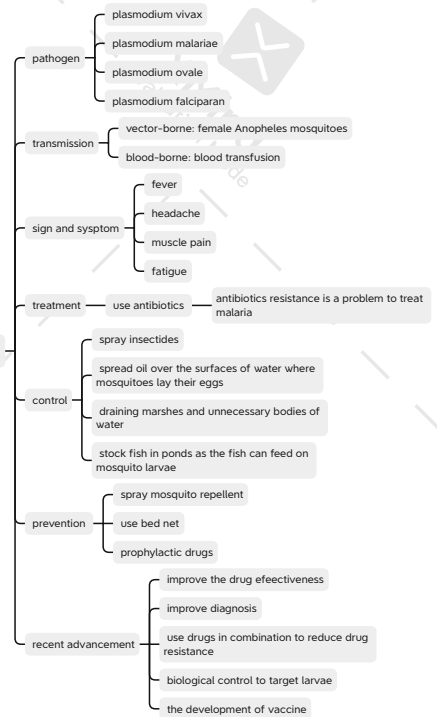 pathogen
plasmodium vivax
plasmodium malariae
plasmodium ovale
plasmodium falciparan
transmission
vector-borne: female Anopheles mosquitoes
blood-borne: blood transfusion
sign and sysptom
fever
headache
muscle pain
fatigue
treatment
use antibiotics
antibiotics resistance is a problem to treat
malaria
control
spray insectides
spread oil over the surfaces of water where
mosquitoes lay their eggs
draining marshes and unnecessary bodies of
water
stock fish in ponds as the fish can feed on
mosquito larvae
prevention
spray mosquito repellent
use bed net
prophylactic drugs
recent advancement
improve the drug efeectiveness
improve diagnosis
use drugs in combination to reduce drug
resistance
biological control to target larvae
the development of vaccine